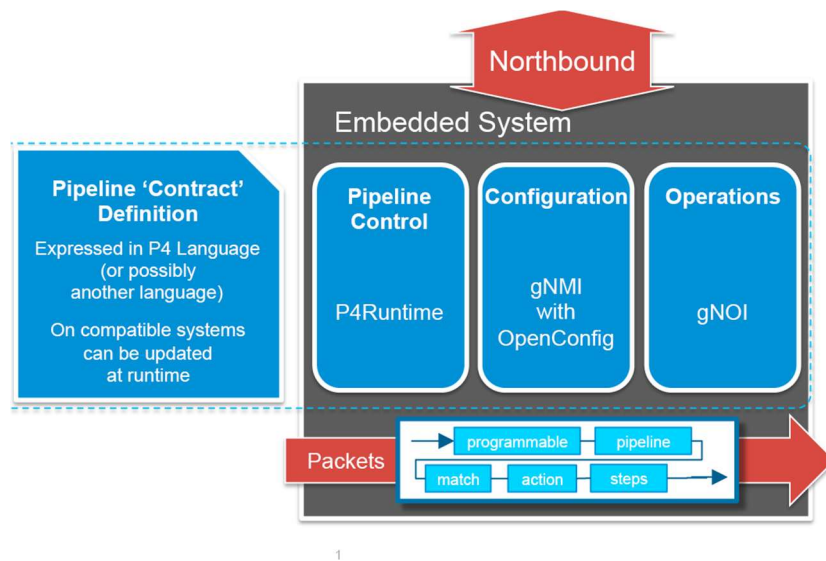 Northbound
Embedded System
Pipeline ‘Contract’
Definition
Expressed in P4 Language
(or possibly
another language)
On compatible systems
can be updated
at runtime
Pipeline
Control
P4Runtime
Configuration
gNMI
with
OpenConfig
Operations
gNOI
Packets
programmable
pipeline
match
action
steps
1